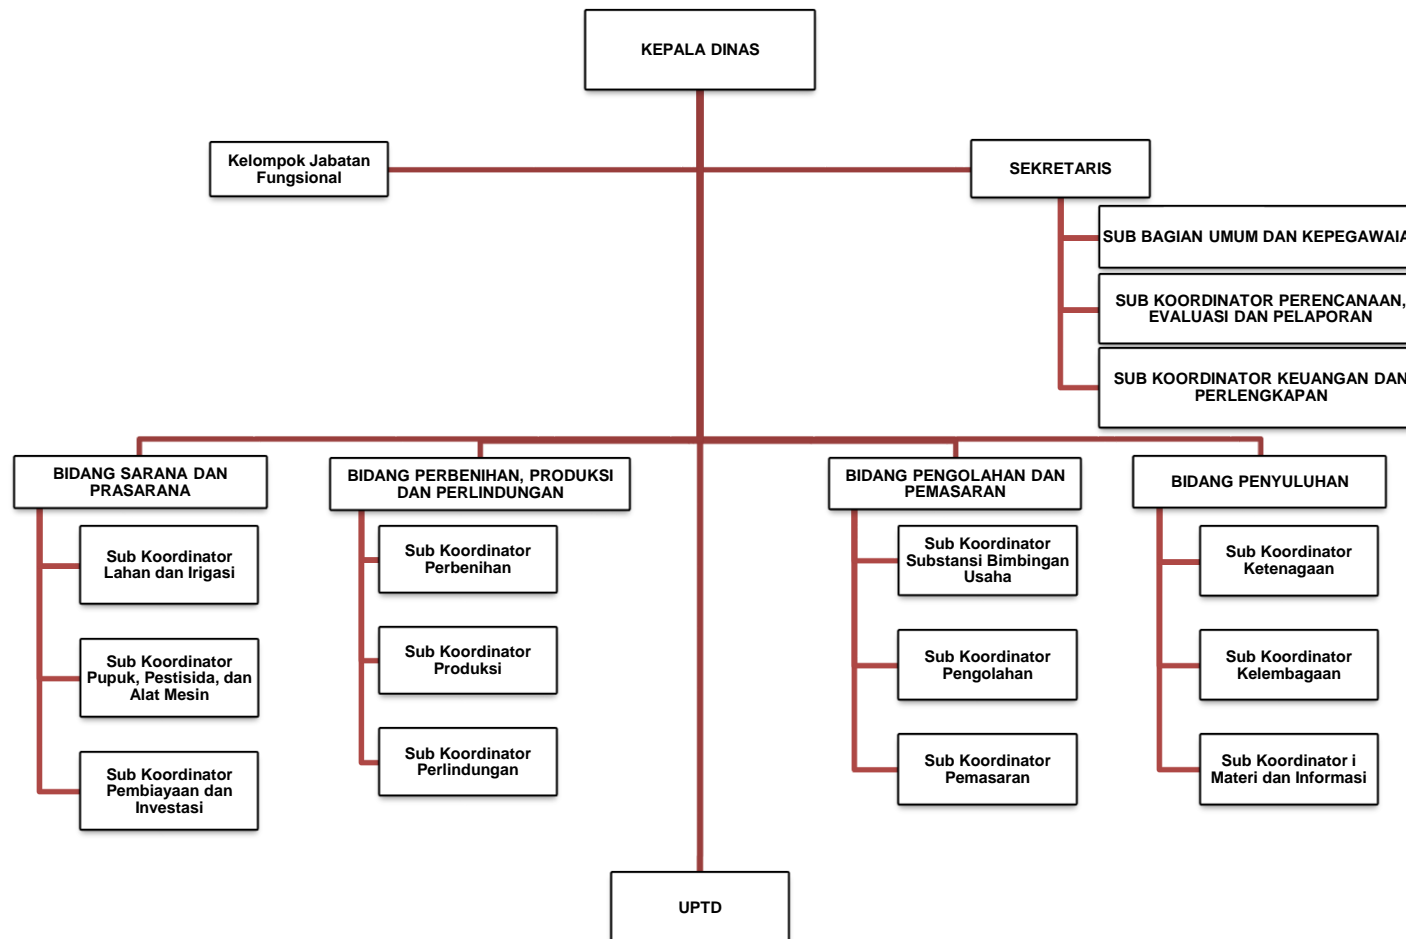 KEPALA DINAS
Kelompok Jabatan
Fungsional
SEKRETARIS
SUB BAGIAN UMUM DAN KEPEGAWAIA
SUB KOORDINATOR PERENCANAAN,
EVALUASI DAN PELAPORAN
SUB KOORDINATOR KEUANGAN DAN
PERLENGKAPAN
BIDANG SARANA DAN
PRASARANA
Sub Koordinator
Lahan dan Irigasi
Sub Koordinator
Pupuk, Pestisida, dan
Alat Mesin
Sub Koordinator
Pembiayaan dan
Investasi
BIDANG PERBENIHAN, PRODUKSI
DAN PERLINDUNGAN
Sub Koordinator
Perbenihan
Sub Koordinator
Produksi
Sub Koordinator
Perlindungan
BIDANG PENGOLAHAN DAN
PEMASARAN
Sub Koordinator
Substansi Bimbingan
Usaha
Sub Koordinator
Pengolahan
Sub Koordinator
Pemasaran
BIDANG PENYULUHAN
Sub Koordinator
Ketenagaan
Sub Koordinator
Kelembagaan
Sub Koordinator i
Materi dan Informasi
UPTD